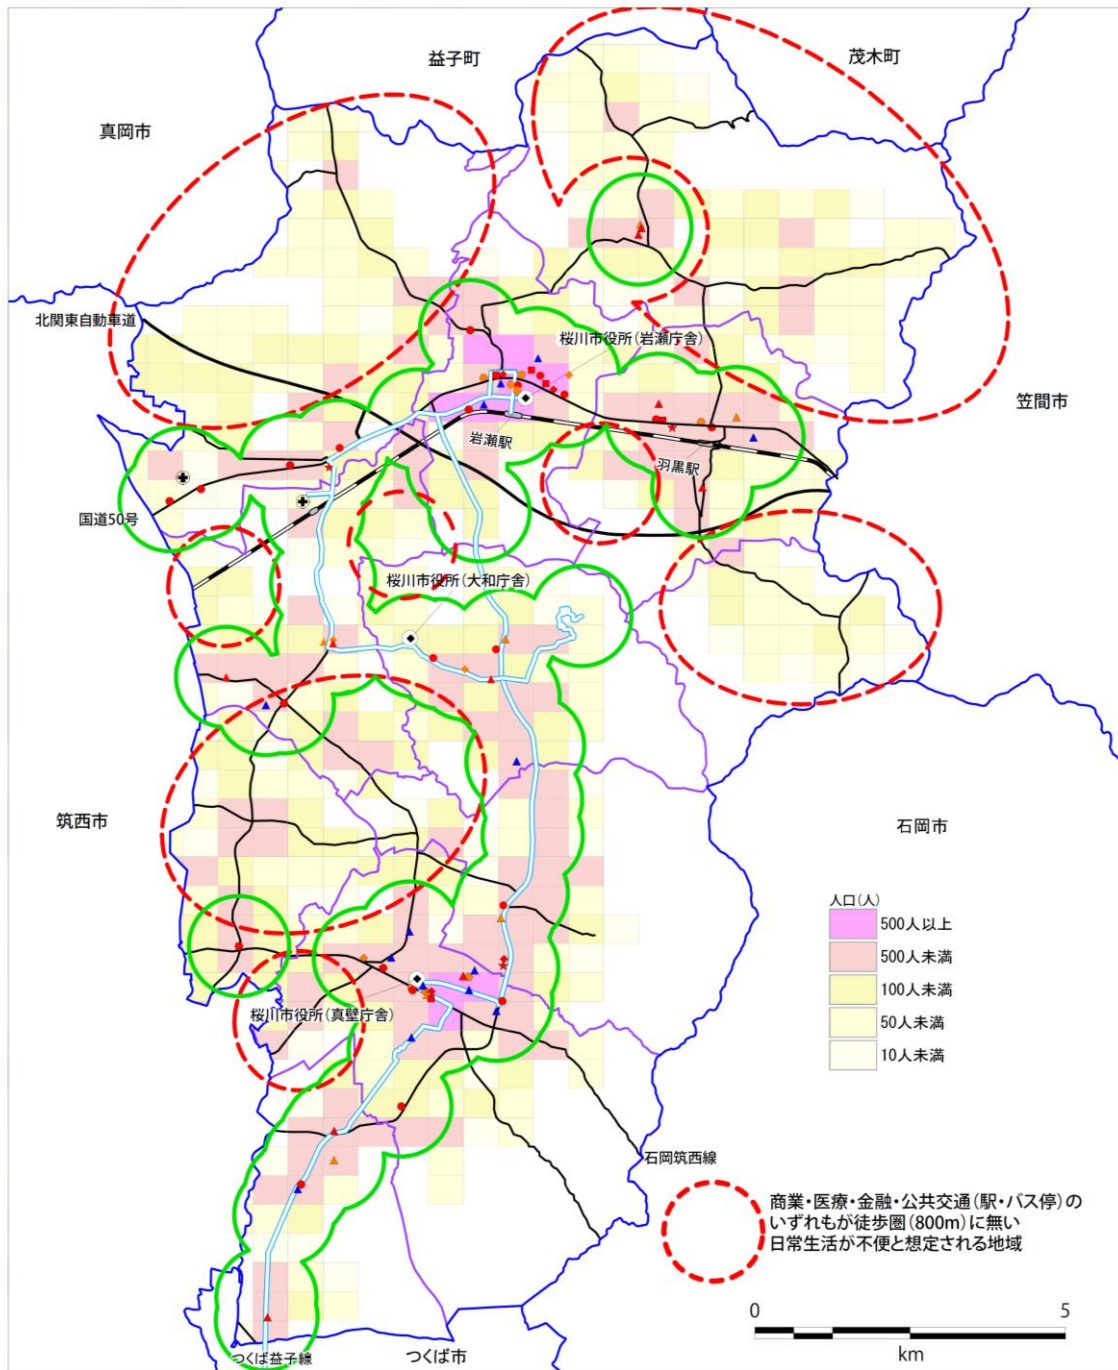 益子町
茂木町
真岡市
北関東自動車道
桜川市役所（岩瀬庁舎）
笠間市
岩瀬駅
羽黒駅
国道50号
桜川市役所（大和庁舎）
筑西市
石岡市
人口（人）
500人以上
500人未満
100人未満
50人未満
10人未満
桜川市役所（真壁庁舎）
石岡筑西線
商業・医療・金融・公共交通（駅・バス停）の
いずれもが徒歩圏（800m）に無い
日常生活が不便と想定される地域
0 5
km
つくば益子線
つくば市